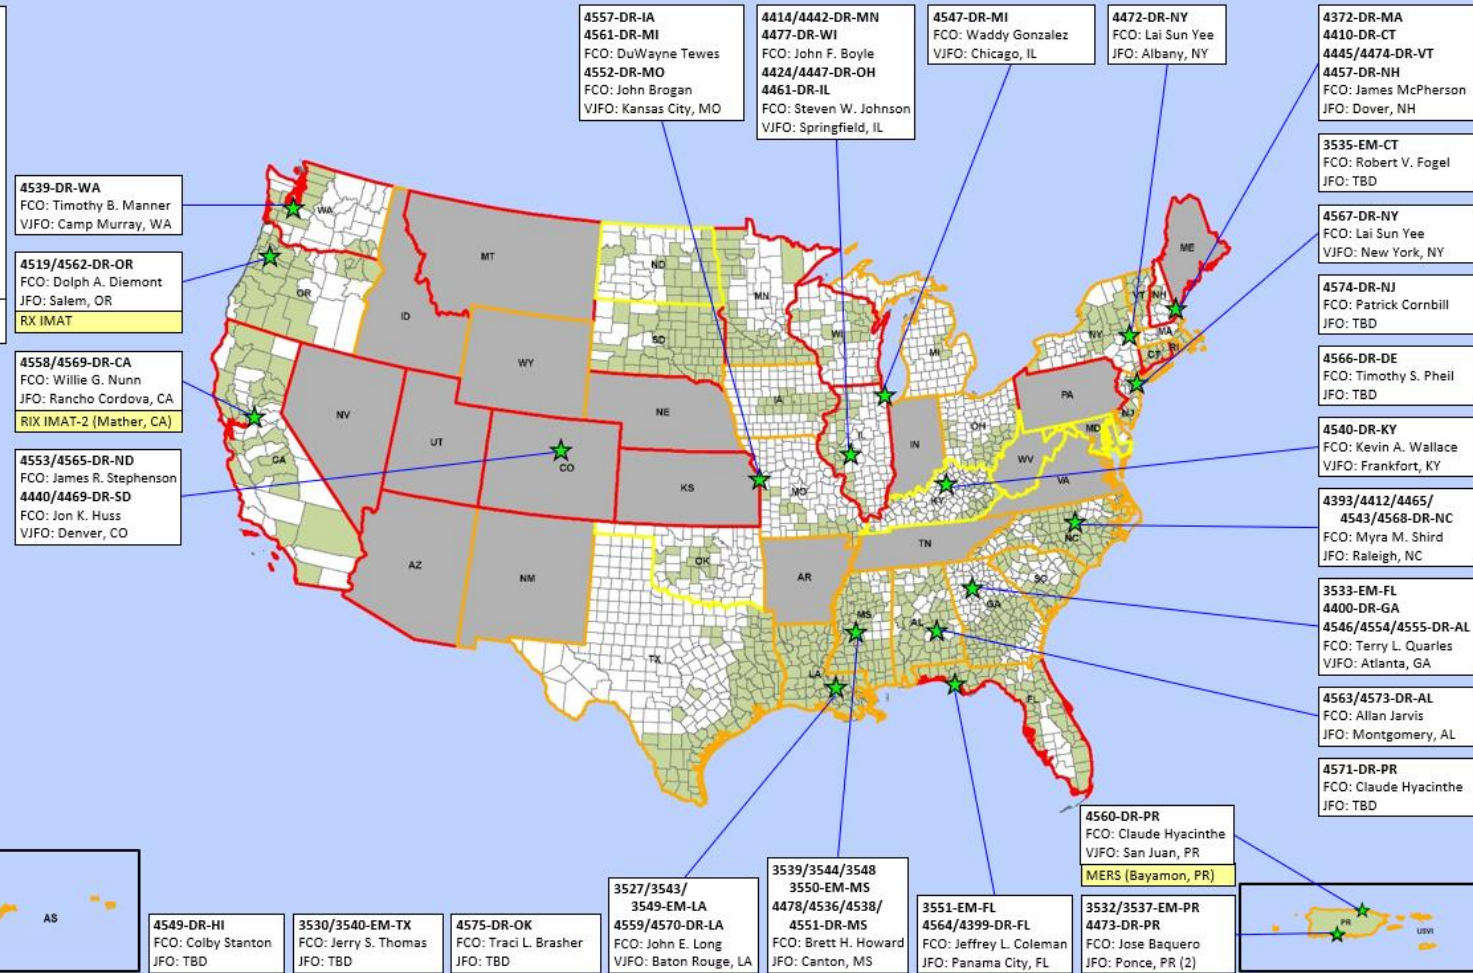 4557-DR-IA
4561-DR-MI
FCO: DuWayne Tewes
4552-DR-MO
FCO: John Brogan
VJFO: Kansas City, MO
4414/4442-DR-MN
4477-DR-WI
FCO: John F. Boyle
4424/4447-DR-OH
4461-DR-IL
FCO: Steven W. Johnson
VJFO: Springfield, IL
4547-DR-MI
FCO: Waddy Gonzalez
VJFO: Chicago, IL
4472-DR-NY
FCO: Lai Sun Yee
JFO: Albany, NY
4372-DR-MA
4410-DR-CT
4445/4474-DR-VT
4457-DR-NH
FCO: James McPherson
JFO: Dover, NH
3535-EM-CT
FCO: Robert V. Fogel
JFO: TBD
4567-DR-NY
FCO: Lai Sun Yee
VJFO: New York, NY
4574-DR-NJ
FCO: Patrick Cornbill
JFO: TBD
4566-DR-DE
FCO: Timothy S. Pheil
JFO: TBD
4540-DR-KY
FCO: Kevin A. Wallace
VJFO: Frankfort, KY
4393/4412/4465/
4543/4568-DR-NC
FCO: Myra M. Shird
JFO: Raleigh, NC
3533-EM-FL
4400-DR-GA
4546/4554/4555-DR-AL
FCO: Terry L. Quarles
VJFO: Atlanta, GA
4563/4573-DR-AL
FCO: Allan Jarvis
JFO: Montgomery, AL
4571-DR-PR
FCO: Claude Hyacinthe
JFO: TBD
4539-DR-WA
FCO: Timothy B. Manner
VJFO: Camp Murray, WA
4519/4562-DR-OR
FCO: Dolph A. Diemont
JFO: Salem, OR
RX IMAT
4558/4569-DR-CA
FCO: Willie G. Nunn
JFO: Rancho Cordova, CA
RIX IMAT-2 (Mather, CA)
4553/4565-DR-ND
FCO: James R. Stephenson
4440/4469-DR-SD
FCO: Jon K. Huss
VJFO: Denver, CO
WA
OR
CA
NV
ID
MT
WY
UT
CO
AZ
NM
ND
SD
NE
KS
OK
TX
MN
IA
MO
AR
LA
WI
IL
MI
IN
OH
KY
TN
MS
AL
GA
FL
SC
NC
VA
WV
MD
PA
NJ
NY
CT
RI
MA
VT
NH
ME
4560-DR-PR
FCO: Claude Hyacinthe
VJFO: San Juan, PR
MERS (Bayamon, PR)
AS
4549-DR-HI
FCO: Colby Stanton
JFO: TBD
3530/3540-EM-TX
FCO: Jerry S. Thomas
JFO: TBD
4575-DR-OK
FCO: Traci L. Brasher
JFO: TBD
3527/3543/
3549-EM-LA
4559/4570-DR-LA
FCO: John E. Long
VJFO: Baton Rouge, LA
3539/3544/3548
3550-EM-MS
4478/4536/4538/
4551-DR-MS
FCO: Brett H. Howard
JFO: Canton, MS
3551-EM-FL
4564/4399-DR-FL
FCO: Jeffrey L. Coleman
JFO: Panama City, FL
3532/3537-EM-PR
4473-DR-PR
FCO: Jose Baquero
JFO: Ponce, PR (2)
PR
USVI